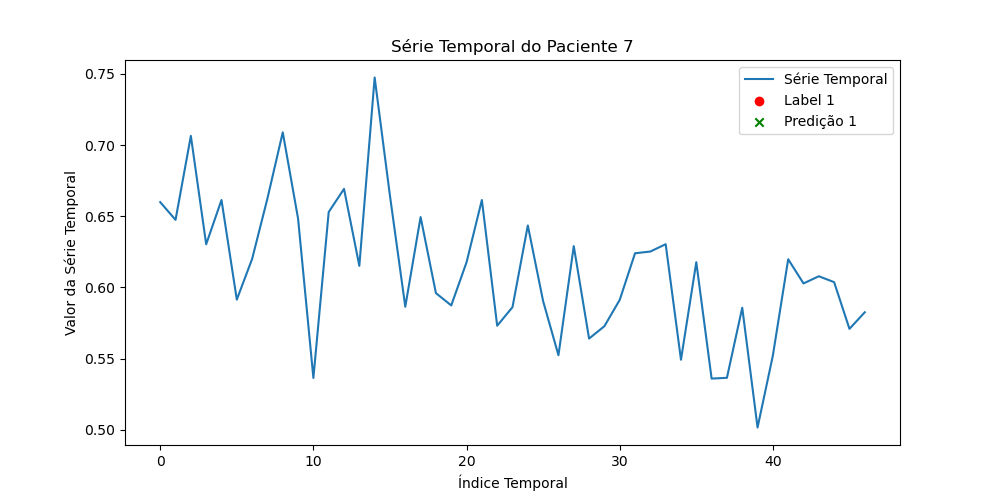 Série Temporal do Paciente 7
Série Temporal
Label 1
Predição 1
Valor da Série Temporal
0.75
0.70
0.65
0.60
0.55
0.50
0 10 20 30 40
Índice Temporal